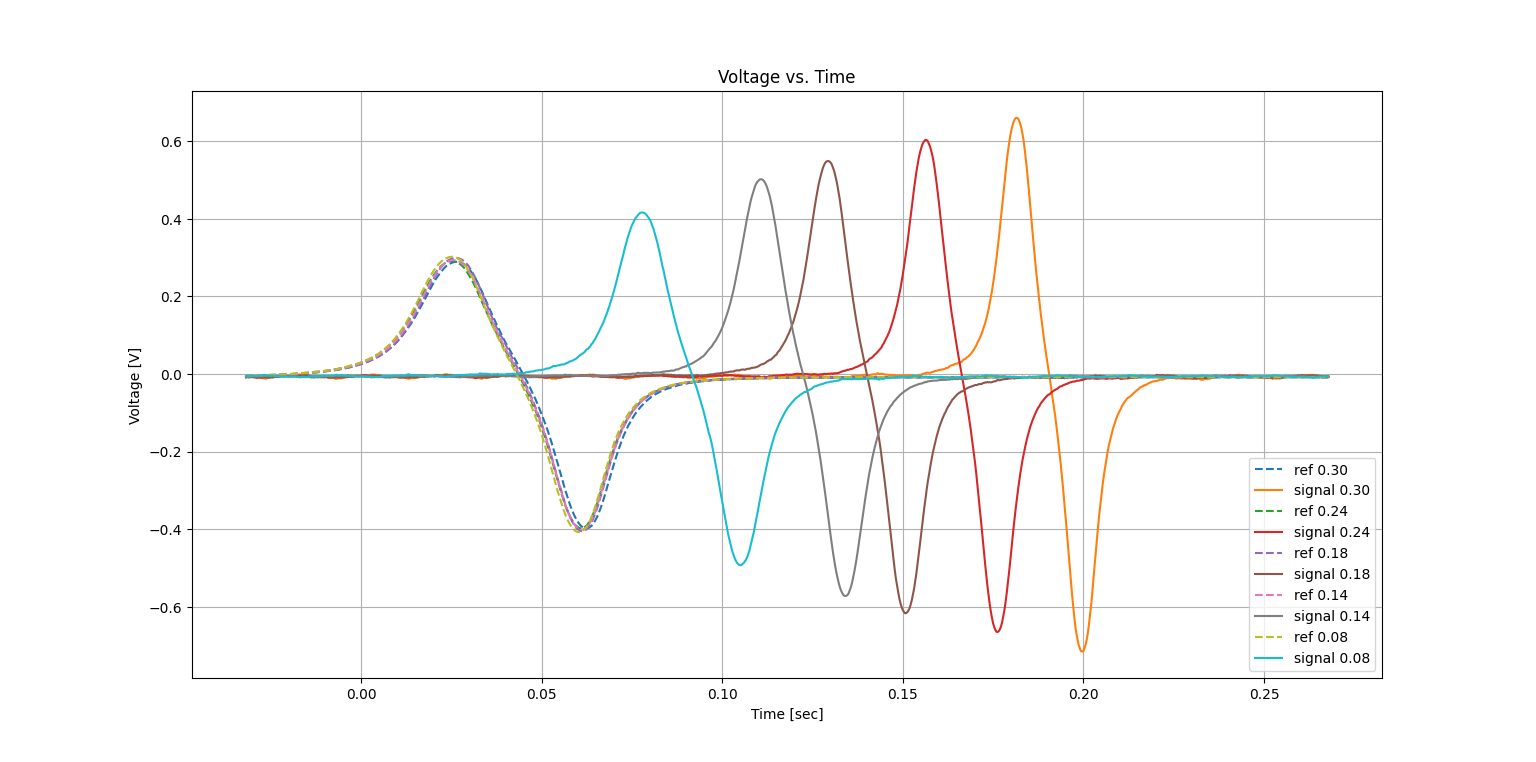 Voltage vs. Time
Voltage [V]
0.6
0.4
0.2
0.0
−0.2
−0.4
−0.6
0.00
0.05
0.10
0.15
0.20
0.25
Time [sec]
ref 0.30
signal 0.30
ref 0.24
signal 0.24
ref 0.18
signal 0.18
ref 0.14
signal 0.14
ref 0.08
signal 0.08